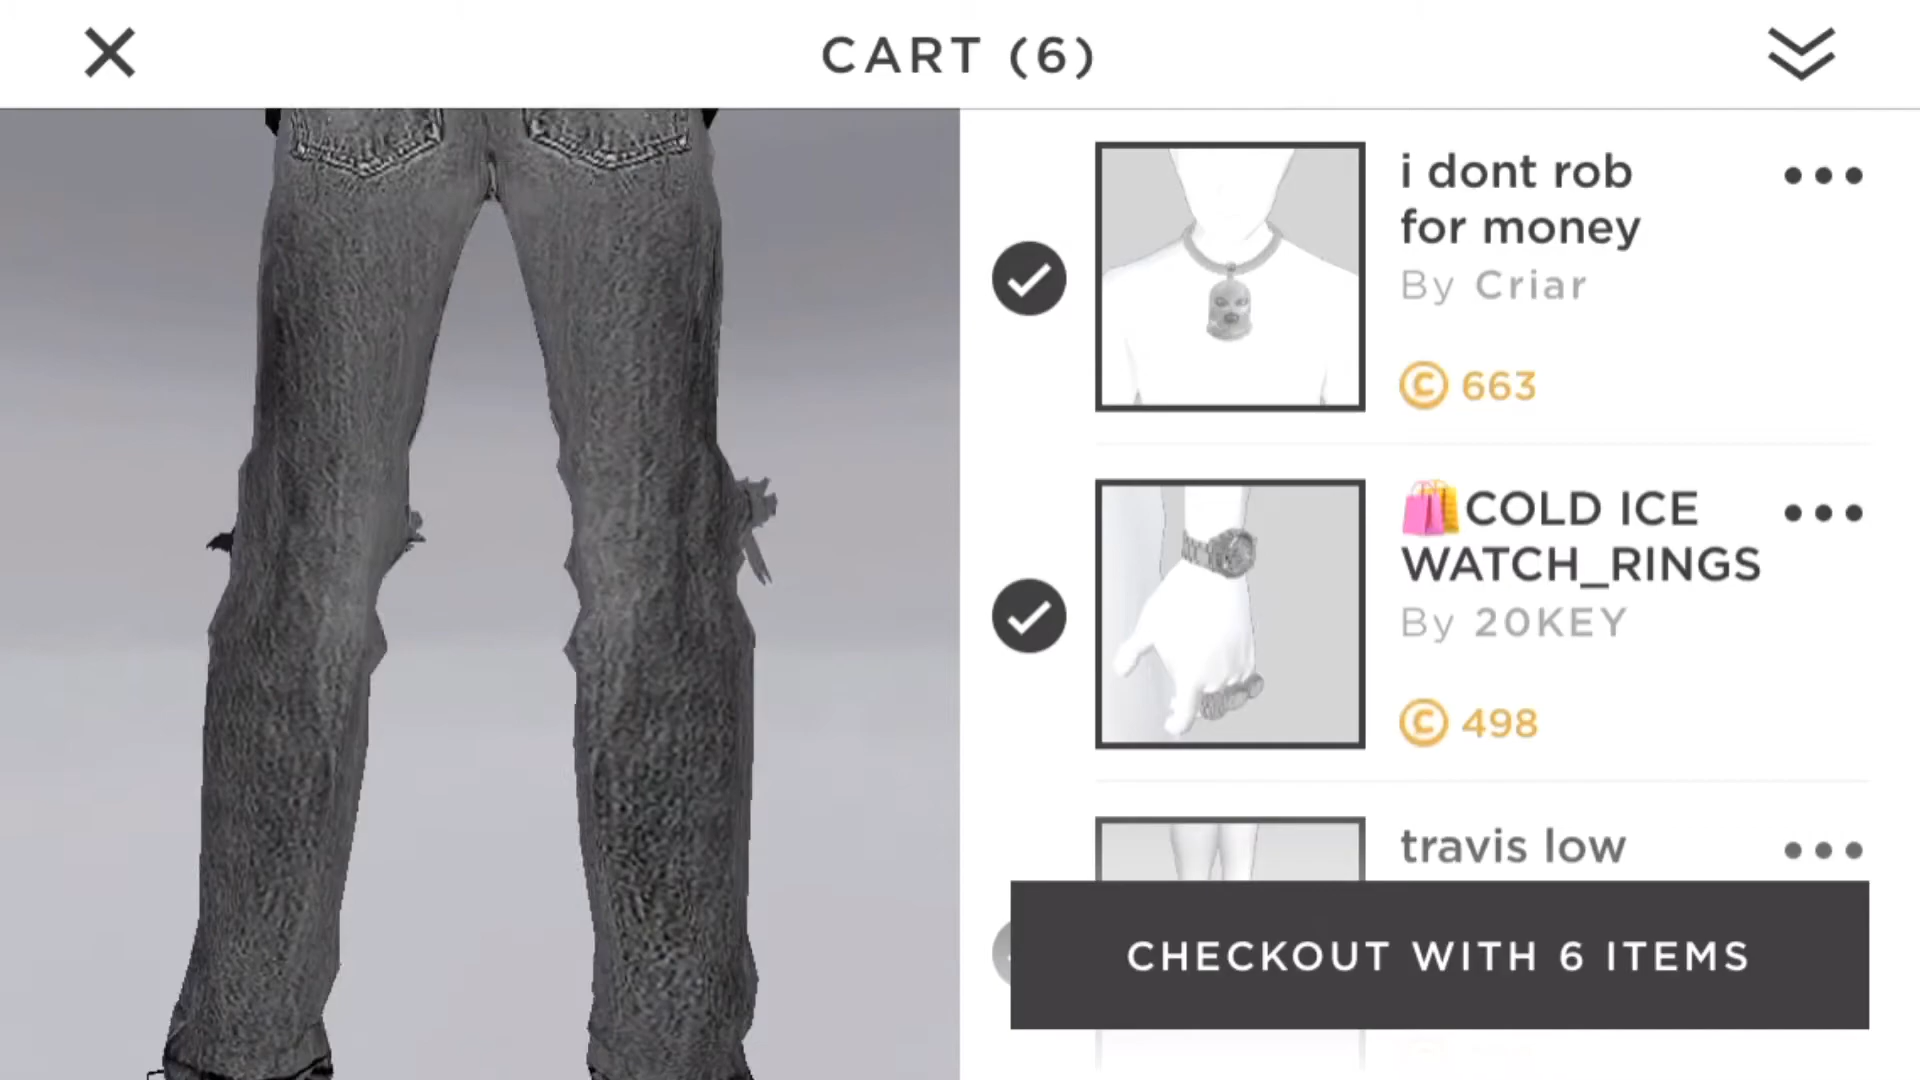 CART (6)
i dont rob
for money
By Criar
© 663
🛍️COLD ICE
WATCH_RINGS
By 20KEY
© 498
travis low
CHECKOUT WITH 6 ITEMS